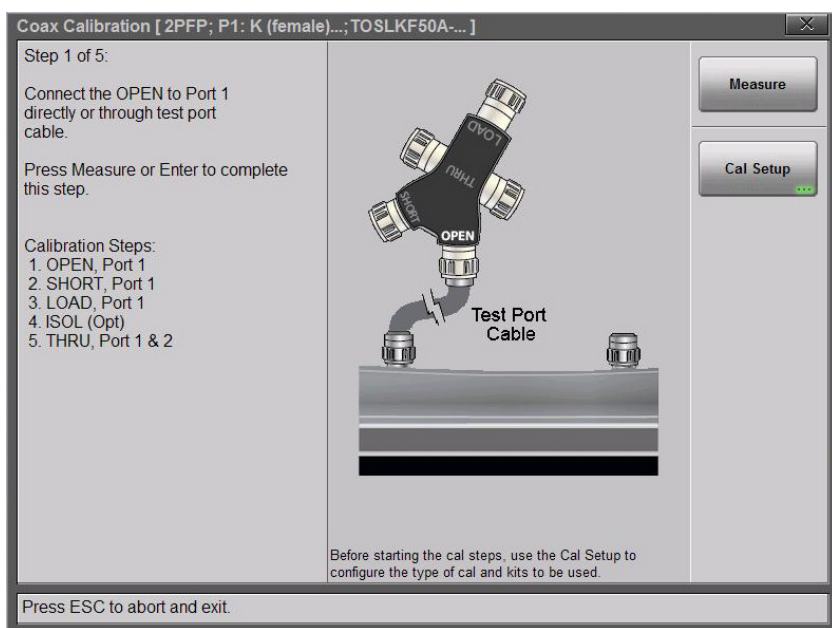 Coax Calibration [ 2PFP; P1: K (female)...;TOSLKF50A-... ]
Step 1 of 5:
Connect the OPEN to Port 1
directly or through test port
cable.
Press Measure or Enter to complete
this step.
Calibration Steps:
1. OPEN, Port 1
2. SHORT, Port 1
3. LOAD, Port 1
4. ISOL (Opt)
5. THRU, Port 1 & 2
LOAD
THRU
SHORT
OPEN
Test Port
Cable
Before starting the cal steps, use the Cal Setup to
configure the type of cal and kits to be used.
Measure
Cal Setup
Press ESC to abort and exit.